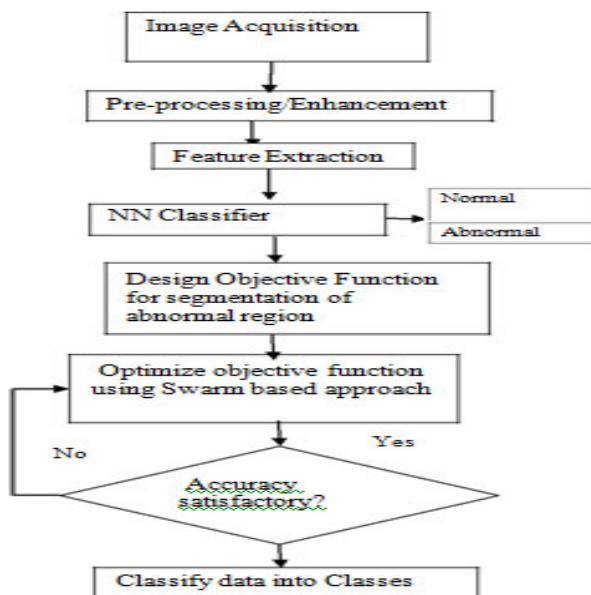 Image Acquisition
Pre-processing/Enhancement
Feature Extraction
NN Classifier
Normal
Abnormal
Design Objective Function
for segmentation of
abnormal region
Optimize objective function
using Swarm based approach
No
Yes
Accuracy
satisfactory?
Classify data into Classes